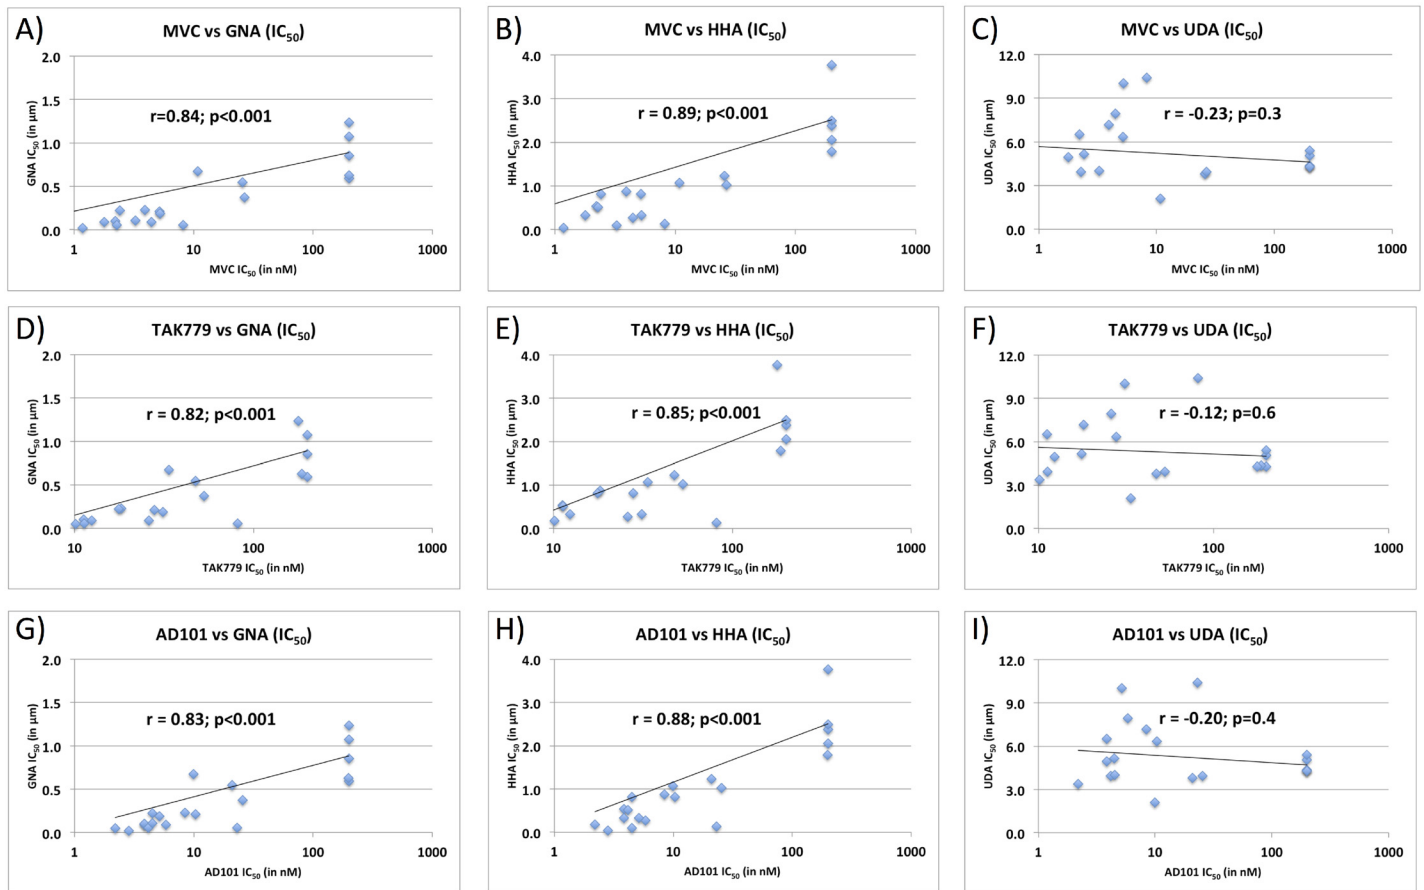 A)
MVC vs GNA (IC50)
2.0
1.5
1.0
0.5
0.0
GNA IC50 (in µm)
r=0.84; p<0.001
1 10 100 1000
MVC IC50 (in nM)
B)
MVC vs HHA (IC50)
4.0
3.0
2.0
1.0
0.0
HHA IC50 (in µm)
r = 0.89; p<0.001
1 10 100 1000
MVC IC50 (in nM)
C)
MVC vs UDA (IC50)
12.0
9.0
6.0
3.0
0.0
UDA IC50 (in µm)
r = -0.23; p=0.3
1 10 100 1000
MVC IC50 (in nM)
D)
TAK779 vs GNA (IC50)
2.0
1.5
1.0
0.5
0.0
GNA IC50 (in µm)
r = 0.82; p<0.001
10 100 1000
TAK779 IC50 (in nM)
E)
TAK779 vs HHA (IC50)
4.0
3.0
2.0
1.0
0.0
HHA IC50 (in µm)
r = 0.85; p<0.001
10 100 1000
TAK779 IC50 (in nM)
F)
TAK779 vs UDA (IC50)
12.0
9.0
6.0
3.0
0.0
UDA IC50 (in µm)
r = -0.12; p=0.6
10 100 1000
TAK779 IC50 (in nM)
G)
AD101 vs GNA (IC50)
2.0
1.5
1.0
0.5
0.0
GNA IC50 (in µm)
r = 0.83; p<0.001
1 10 100 1000
AD101 IC50 (in nM)
H)
AD101 vs HHA (IC50)
4.0
3.0
2.0
1.0
0.0
HHA IC50 (in µm)
r = 0.88; p<0.001
1 10 100 1000
AD101 IC50 (in nM)
I)
AD101 vs UDA (IC50)
12.0
9.0
6.0
3.0
0.0
UDA IC50 (in µm)
r = -0.20; p=0.4
1 10 100 1000
AD101 IC50 (in nM)